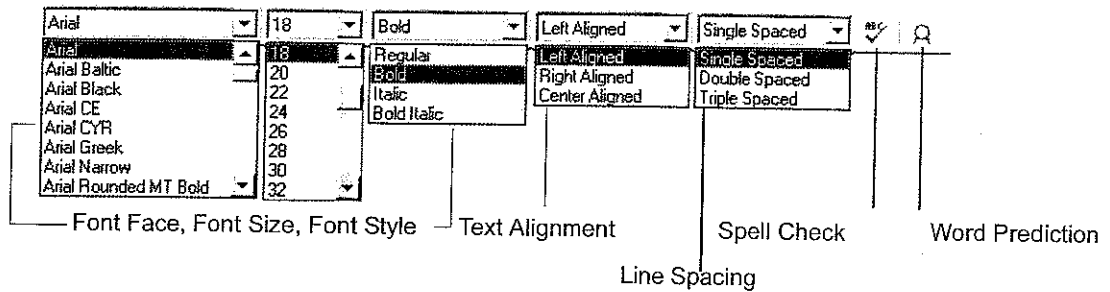 Arial 18 Bold Left Aligned Single Spaced ABC
Arial 18 Regular Left Aligned Single Spaced
Arial Baltic 20 Bold Right Aligned Double Spaced
Arial Black 22 Italic Center Aligned Triple Spaced
Arial CE 24 Bold Italic
Arial CYR 26
Arial Greek 28
Arial Narrow 30
Arial Rounded MT Bold 32
Font Face, Font Size, Font Style Text Alignment Spell Check Word Prediction
Line Spacing